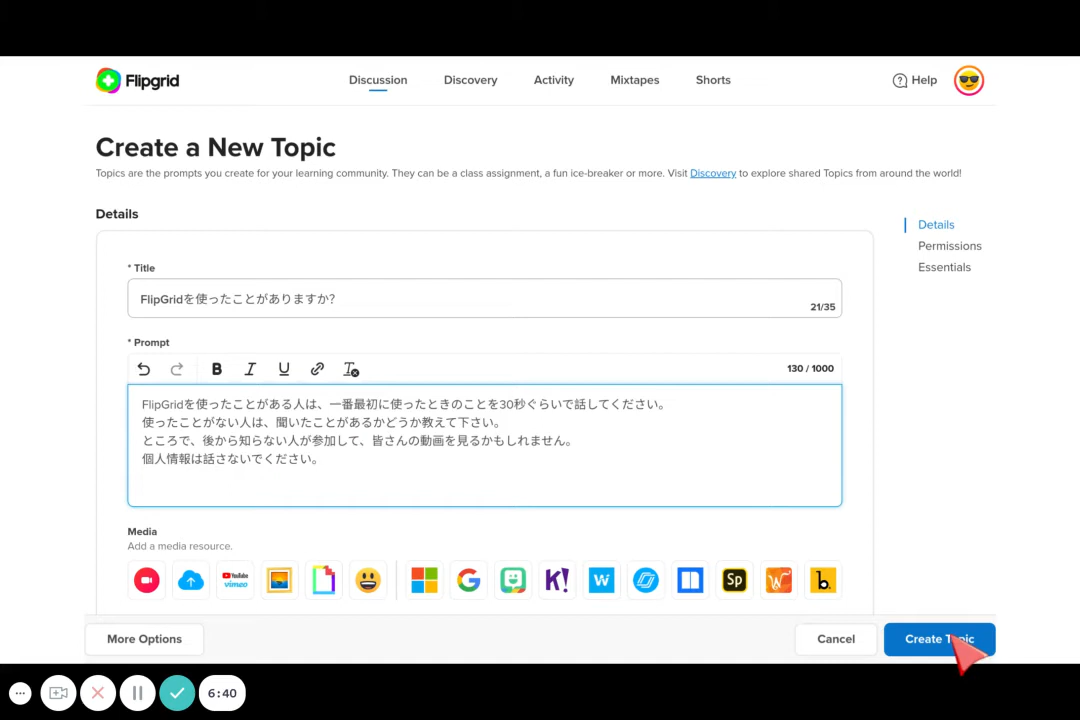 Flipgrid
Discussion
Discovery
Activity
Mixtapes
Shorts
Help
Create a New Topic
Topics are the prompts you create for your learning community. They can be a class assignment, a fun ice-breaker or more. Visit Discovery to explore shared Topics from around the world!
Details
Details
Permissions
Essentials
* Title
FlipGridを使ったことがありますか?
21/35
* Prompt
B I U T
130 / 1000
FlipGridを使ったことがある人は、一番最初に使ったときのことを30秒ぐらいで話してください。
使ったことがない人は、聞いたことがあるかどうか教えて下さい。
ところで、後から知らない人が参加して、皆さんの動画を見るかもしれません。
個人情報は話さないでください。
Media
Add a media resource.
YouTube
vimeo
G
K!
W
Sp
W
b.
More Options
Cancel
Create Topic
6:40